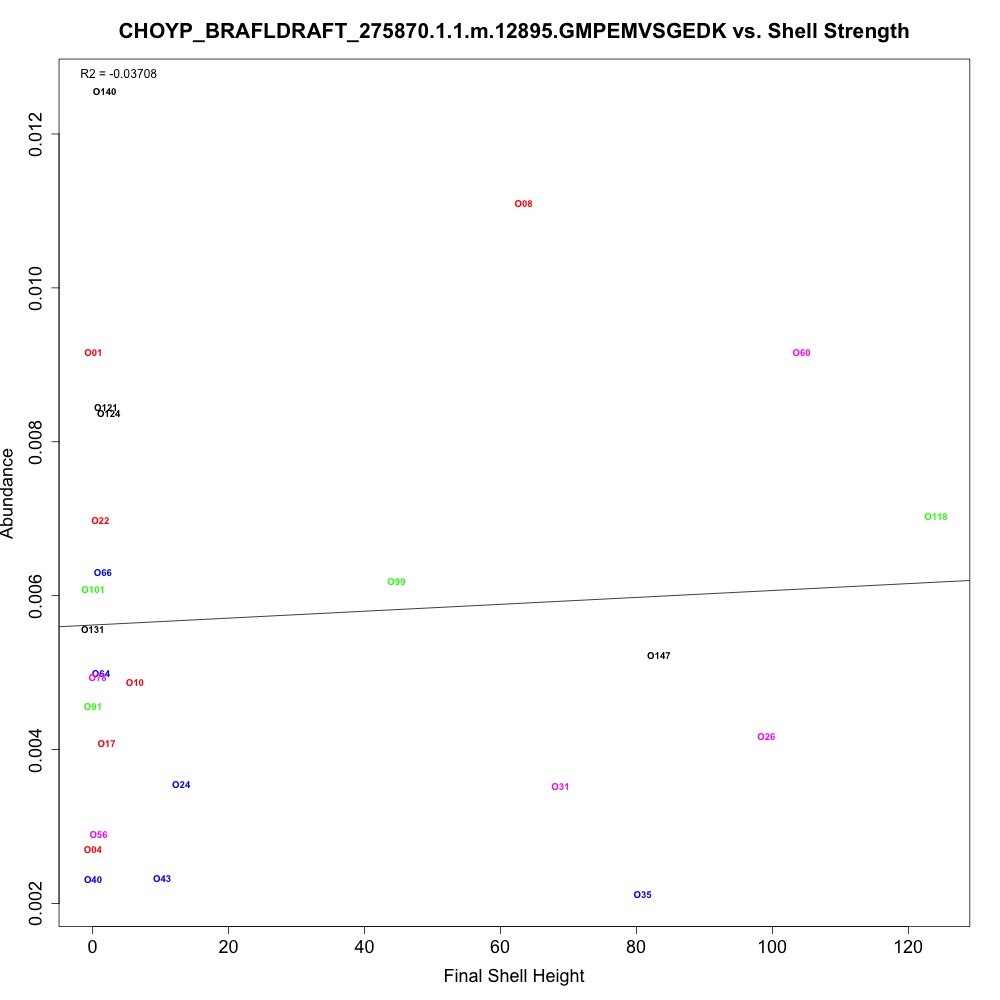 CHOYP_BRAFLDRAFT_275870.1.1.m.12895.GMPEMVSGEDK vs. Shell Strength
R2 = -0.03708
O140
0.012
O08
0.010
O01
O60
O121
O124
0.008
Abundance
O22
O118
O66
O99
O101
0.006
O131
O147
O64
O78
O10
O91
O26
O17
0.004
O24
O31
O56
O04
O40
O43
O35
0.002
0 20 40 60 80 100 120
Final Shell Height